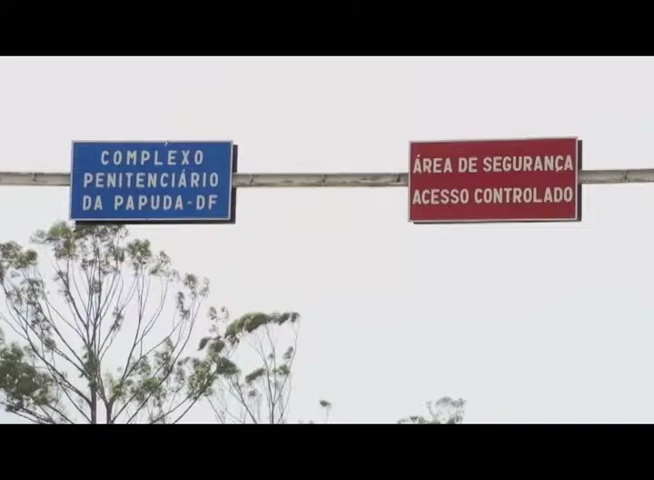 COMPLEXO
PENITENCIÁRIO
DA PAPUDA-DF
ÁREA DE SEGURANÇA
ACESSO CONTROLADO